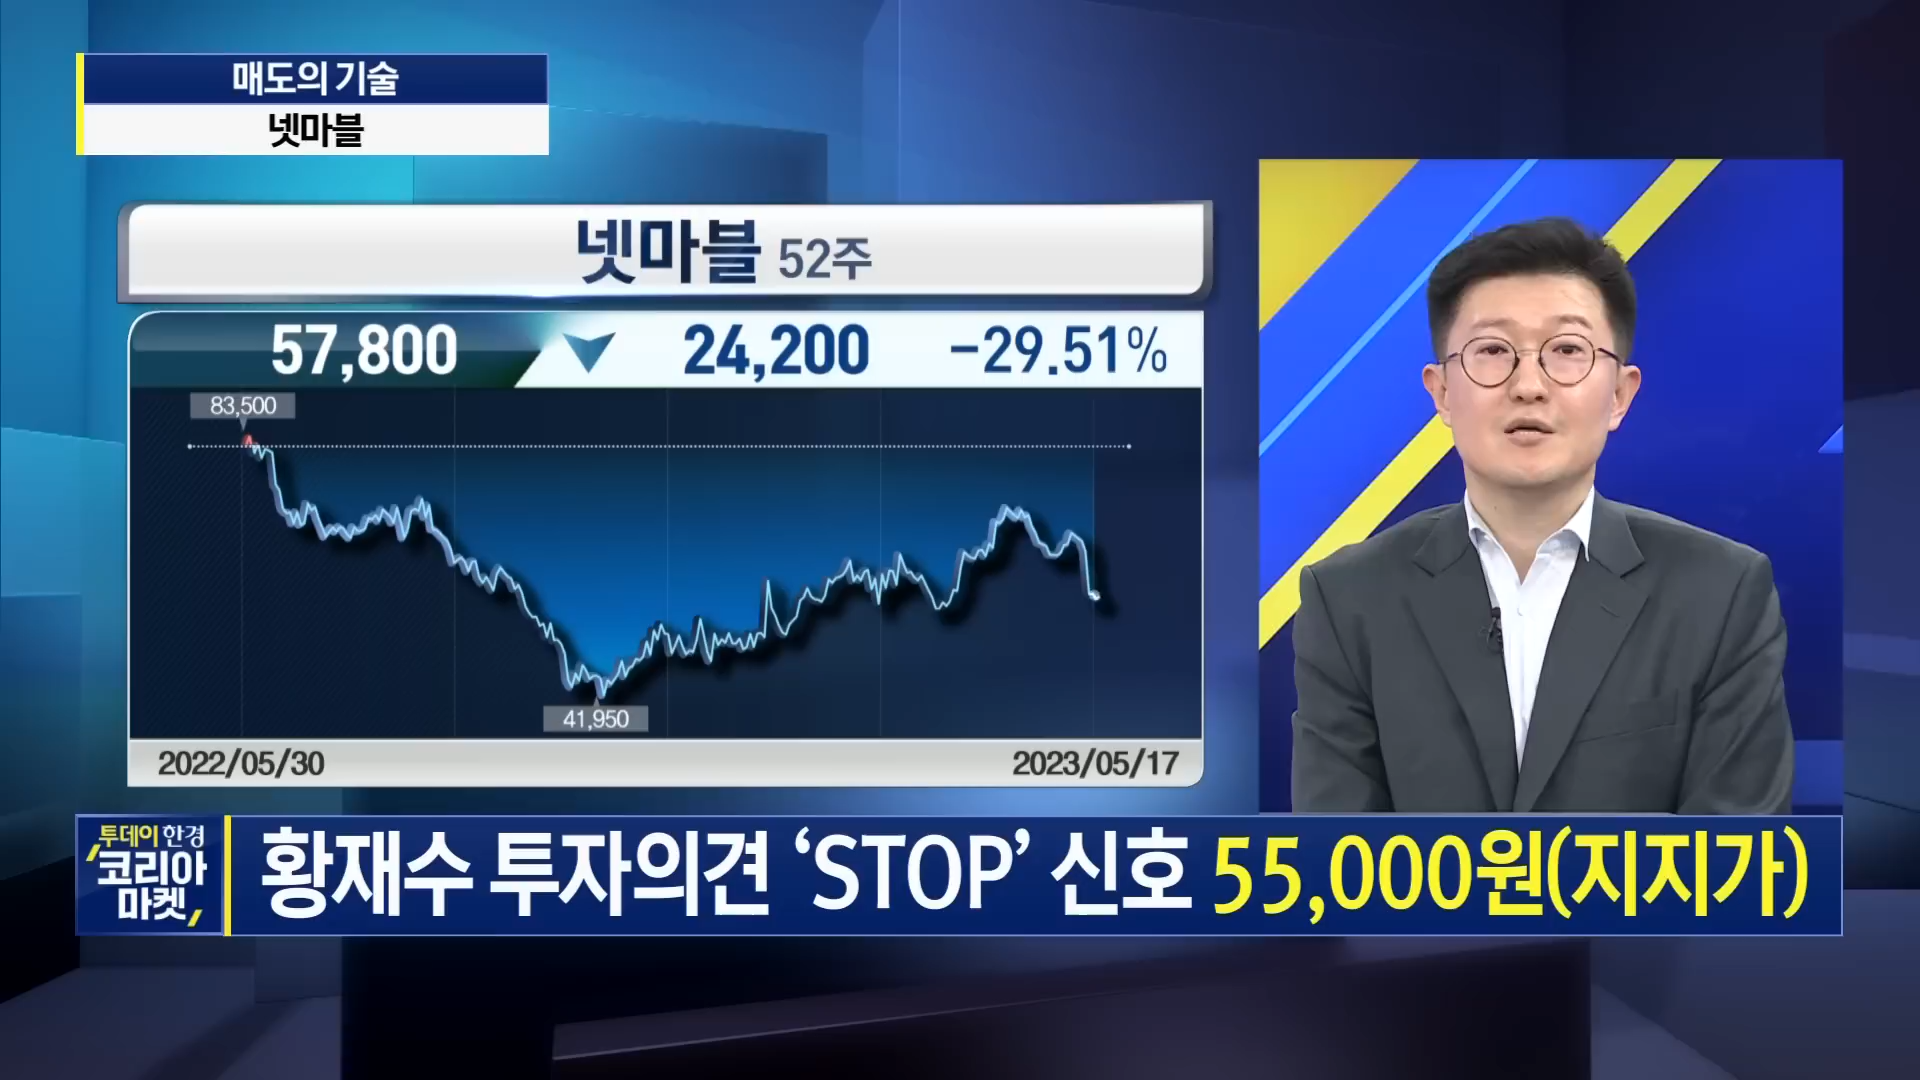 매도의 기술
넷마블
넷마블 52주
57,800 ▼ 24,200 -29.51%
83,500
41,950
2022/05/30 2023/05/17
투데이 한경
코리아
마켓
황재수 투자의견 ‘STOP’ 신호 55,000원(지지가)